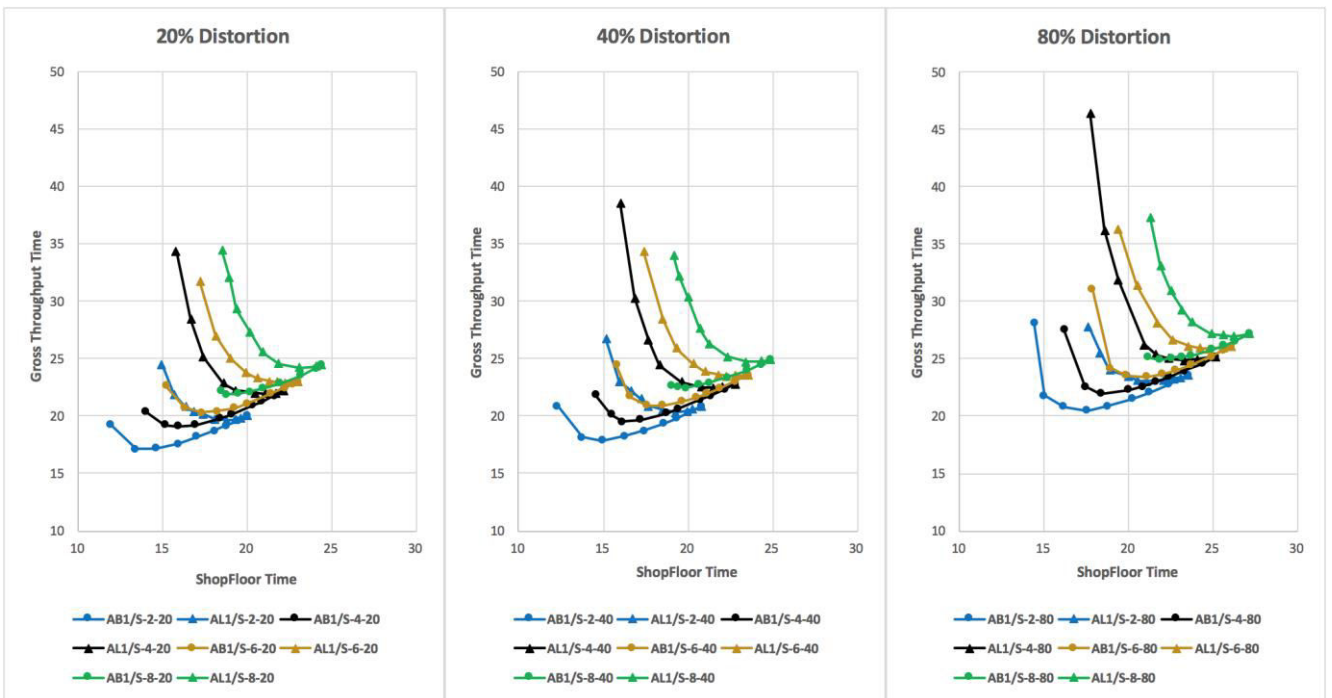 20% Distortion
50
45
40
35
30
25
20
15
10
Gross Throughput Time
10 15 20 25 30
ShopFloor Time
AB1/S-2-20 AL1/S-2-20 AB1/S-4-20
AL1/S-4-20 AB1/S-6-20 AL1/S-6-20
AB1/S-8-20 AL1/S-8-20
40% Distortion
50
45
40
35
30
25
20
15
10
Gross Throughput Time
10 15 20 25 30
ShopFloor Time
AB1/S-2-40 AL1/S-2-40 AB1/S-4-40
AL1/S-4-40 AB1/S-6-40 AL1/S-6-40
AB1/S-8-40 AL1/S-8-40
80% Distortion
50
45
40
35
30
25
20
15
10
Gross Throughput Time
10 15 20 25 30
ShopFloor Time
AB1/S-2-80 AL1/S-2-80 AB1/S-4-80
AL1/S-4-80 AB1/S-6-80 AL1/S-6-80
AB1/S-8-80 AL1/S-8-80